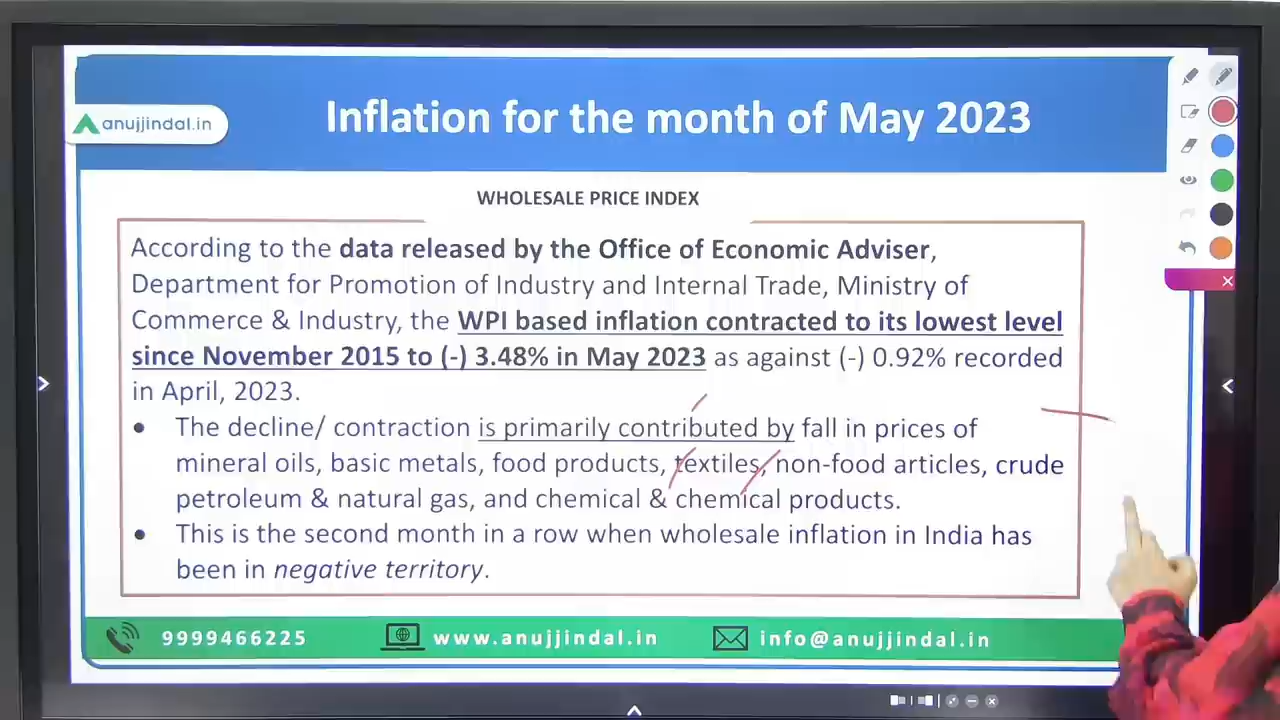 anujjindal.in
Inflation for the month of May 2023
WHOLESALE PRICE INDEX
According to the data released by the Office of Economic Adviser,
Department for Promotion of Industry and Internal Trade, Ministry of
Commerce & Industry, the WPI based inflation contracted to its lowest level
since November 2015 to (-) 3.48% in May 2023 as against (-) 0.92% recorded
in April, 2023.
• The decline/ contraction is primarily contributed by fall in prices of
mineral oils, basic metals, food products, textiles, non-food articles, crude
petroleum & natural gas, and chemical & chemical products.
• This is the second month in a row when wholesale inflation in India has
been in negative territory.
9999466225 www.anujjindal.in info@anujjindal.in